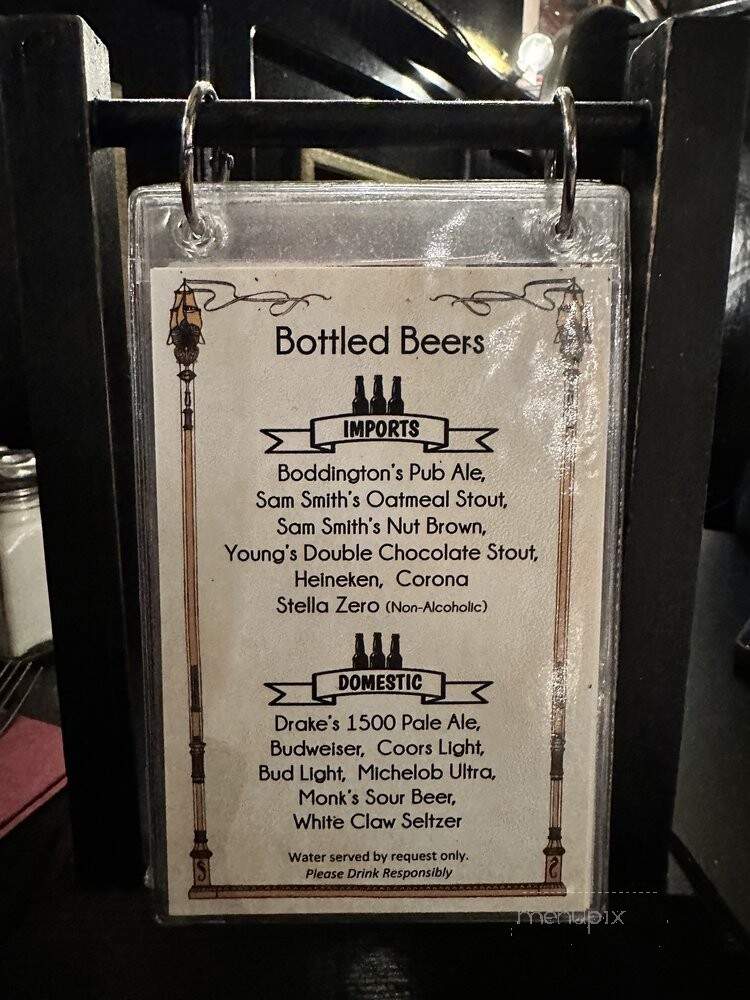 Bottled Beers
IMPORTS
Boddington's Pub Ale,
Sam Smith's Oatmeal Stout,
Sam Smith's Nut Brown,
Young's Double Chocolate Stout,
Heineken, Corona
Stella Zero (Non-Alcoholic)
DOMESTIC
Drake's 1500 Pale Ale,
Budweiser, Coors Light,
Bud Light, Michelob Ultra,
Monk's Sour Beer,
White Claw Seltzer
Water served by request only.
Please Drink Responsibly
menupix